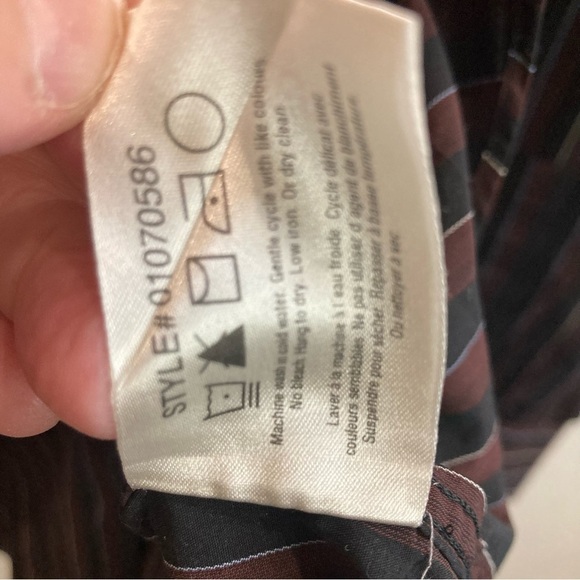 STYLE# 01070586
Machine wash cold water. Gentle cycle with like colours.
No bleach Hang to dry. Low iron. Or dry clean
Laver à la machine à l eau froide Cycle délicat avec
couleurs semblables. Ne pas utiliser d'agent de blanchiment
Suspendre pour sécher. Repasser à basse température.
Ou nettoyer à sec